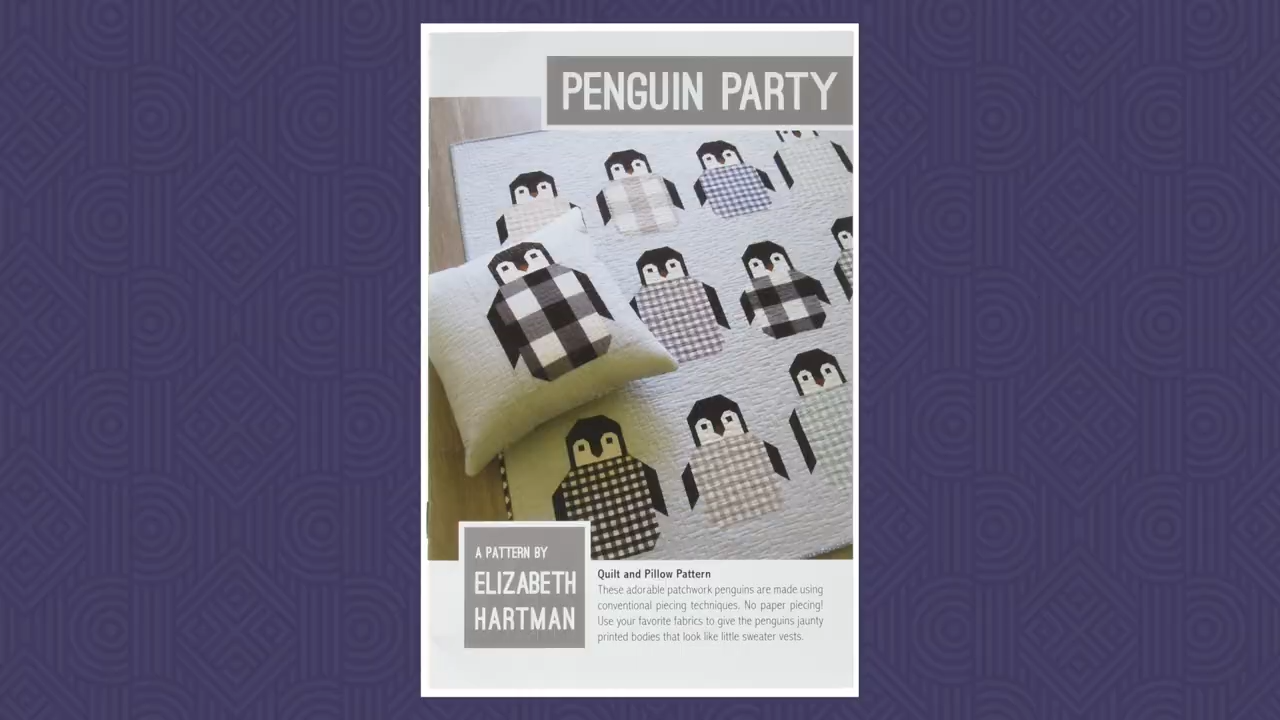 PENGUIN PARTY
A PATTERN BY
ELIZABETH
HARTMAN
Quilt and Pillow Pattern
These adorable patchwork penguins are made using
conventional piecing techniques. No paper piecing!
Use your favorite fabrics to give the penguins jaunty
printed bodies that look like little sweater vests.